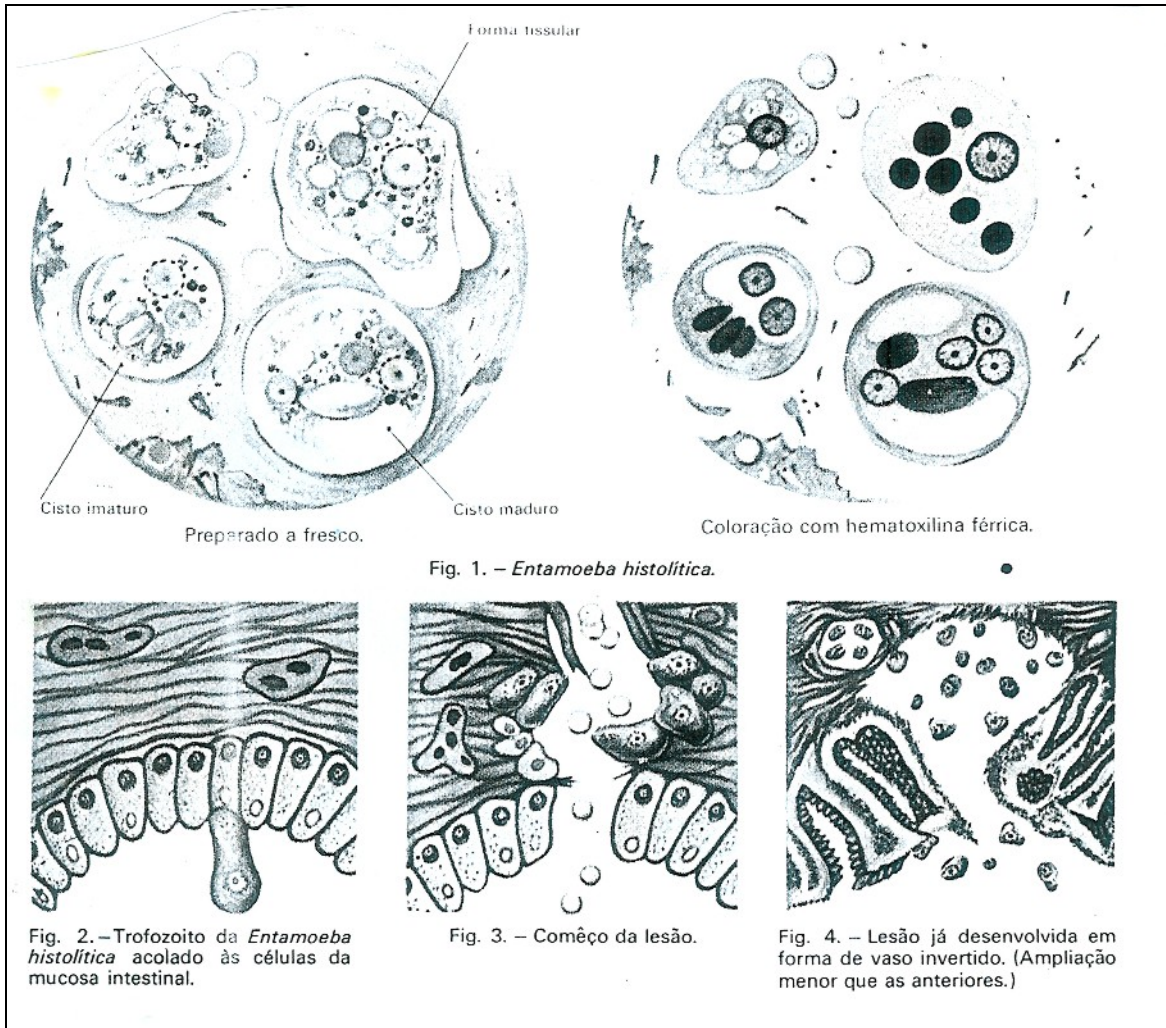 Forma tissular
Cisto imaturo
Cisto maduro
Preparado a fresco.
Coloração com hematoxilina férrica.
Fig. 1. – Entamoeba histolítica.
Fig. 2. – Trofozoito da Entamoeba
histolítica acolado às células da
mucosa intestinal.
Fig. 3. – Comêço da lesão.
Fig. 4. – Lesão já desenvolvida em
forma de vaso invertido. (Ampliação
menor que as anteriores.)